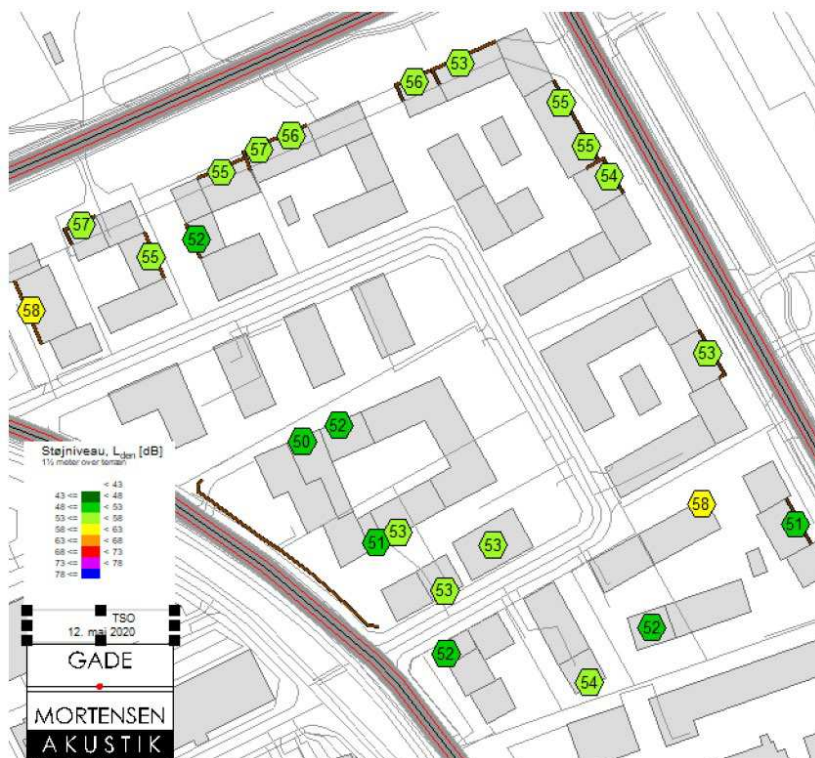 53
56
55
56
57
55
55
54
57
52
55
58
53
52
50
Støjniveau, Lden [dB]
1½ meter over terræn
< 43
43 <= < 48
48 <= < 53
53 <= < 58
58 <= < 63
63 <= < 68
68 <= < 73
73 <= < 78
78 <=
58
51
53
51
53
53
52
52
54
TSO
12. maj 2020
GADE
MORTENSEN
AKUSTIK